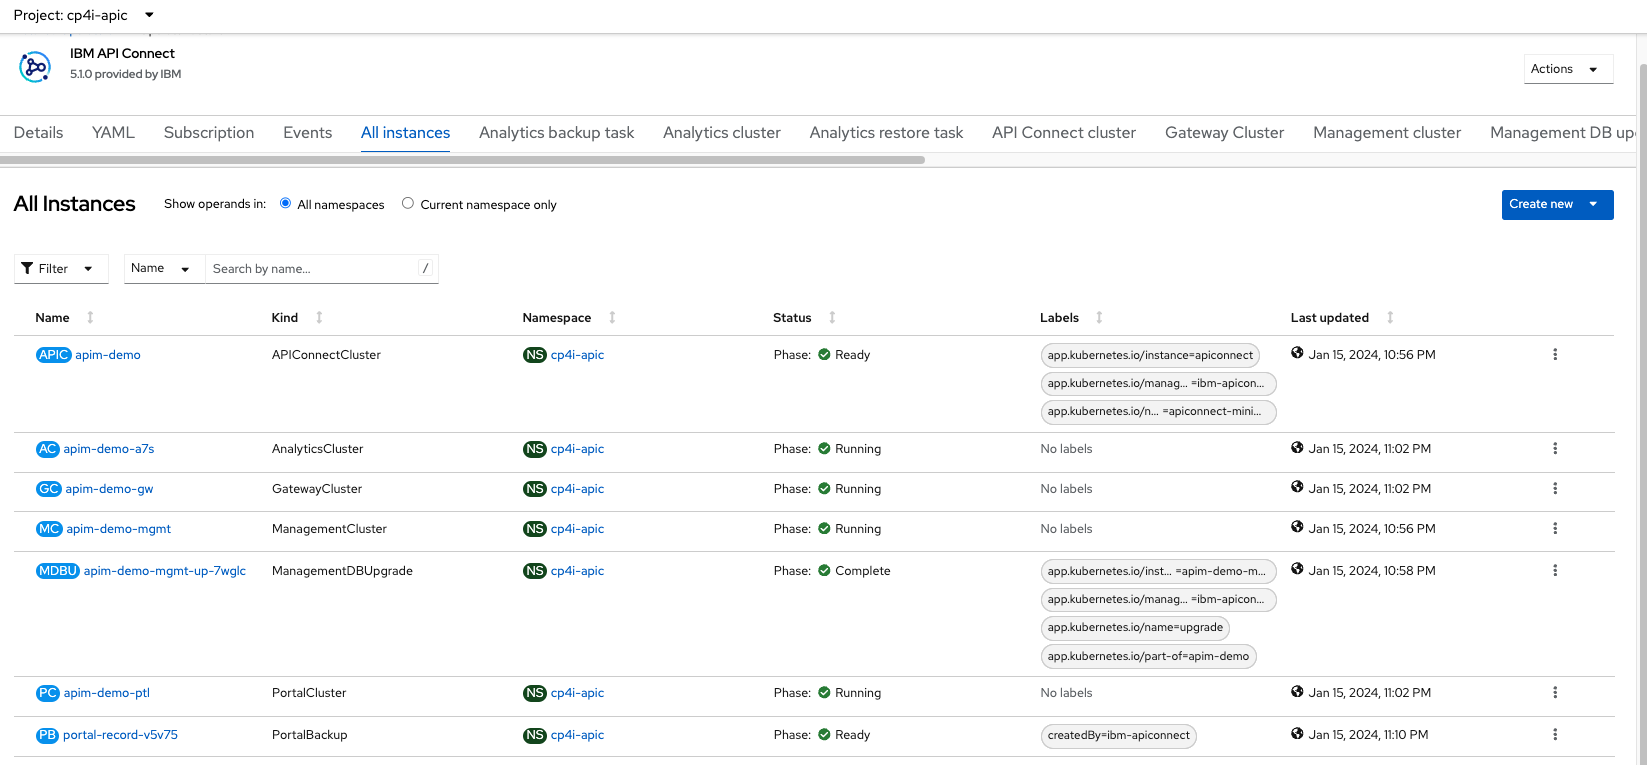 Project: cp4i-apic
IBM API Connect
5.1.0 provided by IBM
Actions
Details YAML Subscription Events All instances Analytics backup task Analytics cluster Analytics restore task API Connect cluster Gateway Cluster Management cluster Management DB up
All Instances Show operands in: All namespaces Current namespace only Create new
Filter Name Search by name... /
Name Kind Namespace Status Labels Last updated
APIC apim-demo APIConnectCluster NS cp4i-apic Phase: Ready app.kubernetes.io/instance=apiconnect Jan 15, 2024, 10:56 PM
app.kubernetes.io/manag... =ibm-apicon...
app.kubernetes.io/n... =apiconnect-mini...
AC apim-demo-a7s AnalyticsCluster NS cp4i-apic Phase: Running No labels Jan 15, 2024, 11:02 PM
GC apim-demo-gw GatewayCluster NS cp4i-apic Phase: Running No labels Jan 15, 2024, 11:02 PM
MC apim-demo-mgmt ManagementCluster NS cp4i-apic Phase: Running No labels Jan 15, 2024, 10:56 PM
MDBU apim-demo-mgmt-up-7wglc ManagementDBUpgrade NS cp4i-apic Phase: Complete app.kubernetes.io/inst... =apim-demo-m... Jan 15, 2024, 10:58 PM
app.kubernetes.io/manag... =ibm-apicon...
app.kubernetes.io/name=upgrade
app.kubernetes.io/part-of=apim-demo
PC apim-demo-ptl PortalCluster NS cp4i-apic Phase: Running No labels Jan 15, 2024, 11:02 PM
PB portal-record-v5v75 PortalBackup NS cp4i-apic Phase: Ready createdBy=ibm-apiconnect Jan 15, 2024, 11:10 PM